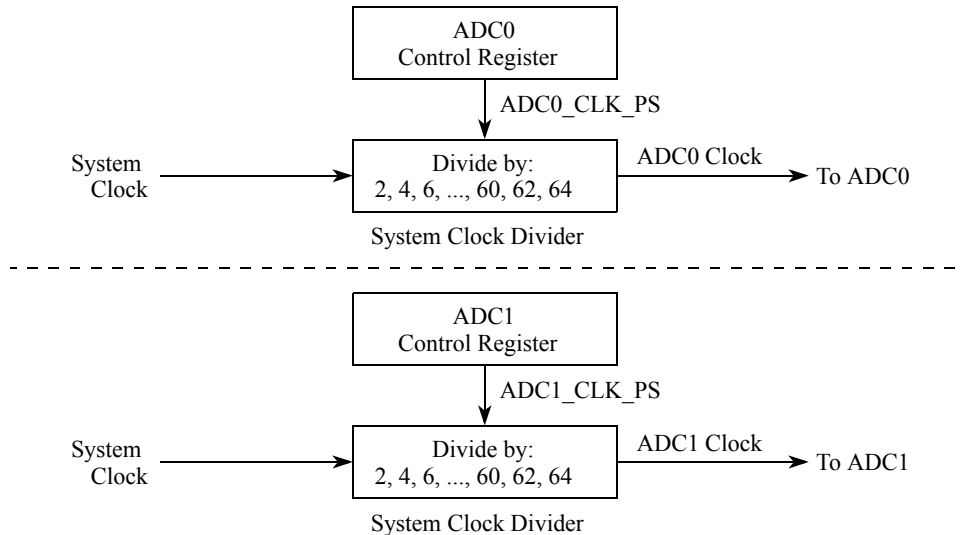 ADC0
Control Register
ADC0_CLK_PS
System
Clock
Divide by:
2, 4, 6, ..., 60, 62, 64
ADC0 Clock
To ADC0
System Clock Divider
ADC1
Control Register
ADC1_CLK_PS
System
Clock
Divide by:
2, 4, 6, ..., 60, 62, 64
ADC1 Clock
To ADC1
System Clock Divider